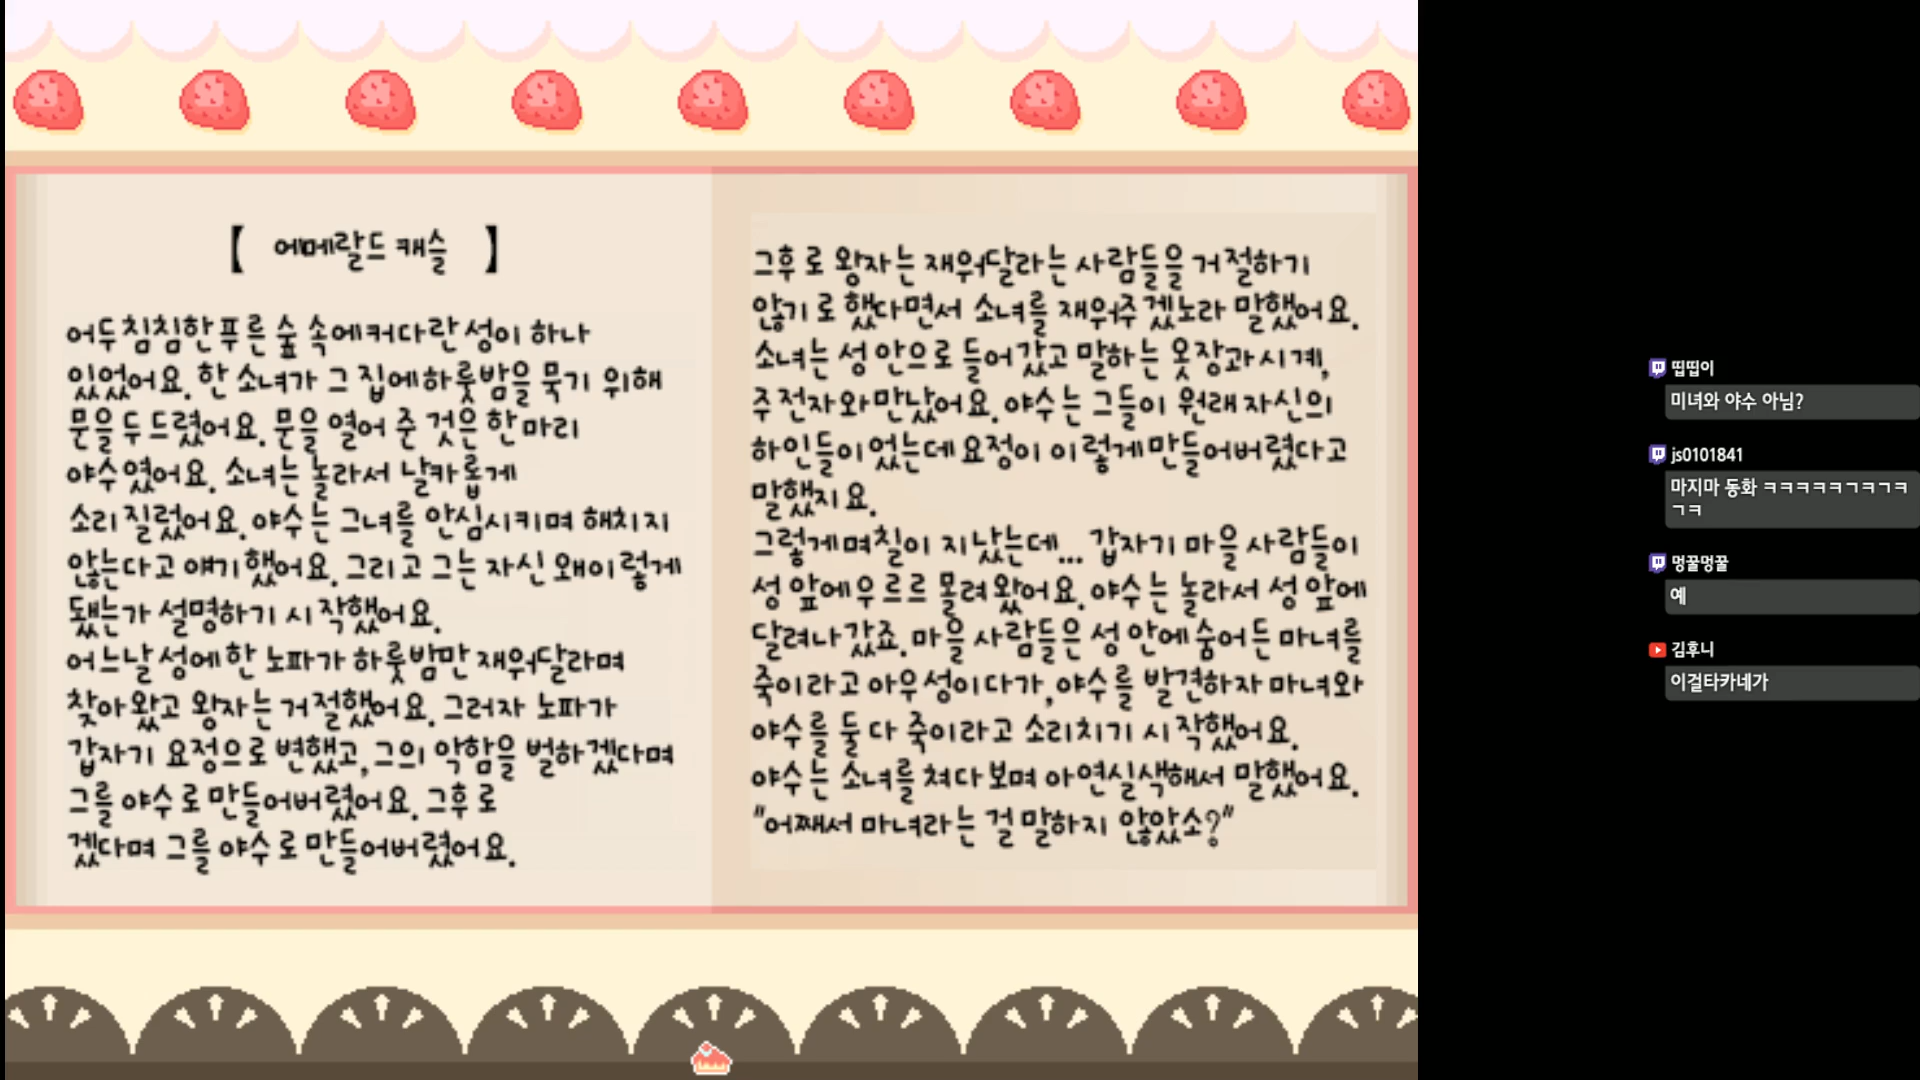 【 에메랄드 캐슬 】
어두침침한 푸른 숲 속에 커다란 성이 하나
있었어요. 한 소녀가 그 집에 하룻밤을 묵기 위해
문을 두드렸어요. 문을 열어 준 것은 한 마리
야수였어요. 소녀는 놀라서 날카롭게
소리질렀어요. 야수는 그녀를 안심시키며 해치지
않는다고 얘기했어요. 그리고 그는 자신 왜 이렇게
됐는가 설명하기 시작했어요.
어느날 성에 한 노파가 하룻밤만 재워달라며
찾아왔고 왕자는 거절했어요. 그러자 노파가
갑자기 요정으로 변했고, 그의 악함을 벌하겠다며
그를 야수로 만들어버렸어요. 그후로
겠다며 그를 야수로 만들어버렸어요.
그후로 왕자는 재워달라는 사람들을 거절하기
않기로 했다면서 소녀를 재워주겠노라 말했어요.
소녀는 성 안으로 들어갔고 말하는 옷장과 시계,
주전자와 만났어요. 야수는 그들이 원래 자신의
하인들이었는데 요정이 이렇게 만들어버렸다고
말했지요.
그렇게 며칠이 지났는데... 갑자기 마을 사람들이
성 앞에 우르르 몰려왔어요. 야수는 놀라서 성 앞에
달려나갔죠. 마을 사람들은 성 안에 숨어든 마녀를
죽이라고 아우성이다가, 야수를 발견하자 마녀와
야수를 둘 다 죽이라고 소리치기 시작했어요.
야수는 소녀를 쳐다보며 아연실색해서 말했어요.
"어째서 마녀라는 걸 말하지 않았소?"
띱띱이
미녀와 야수 아님?
js0101841
마지마 동화 ㅋㅋㅋㅋㅋㄱㅋㄱㅋ
ㄱㅋ
멍꿀멍꿀
예
김후니
이걸타카네가